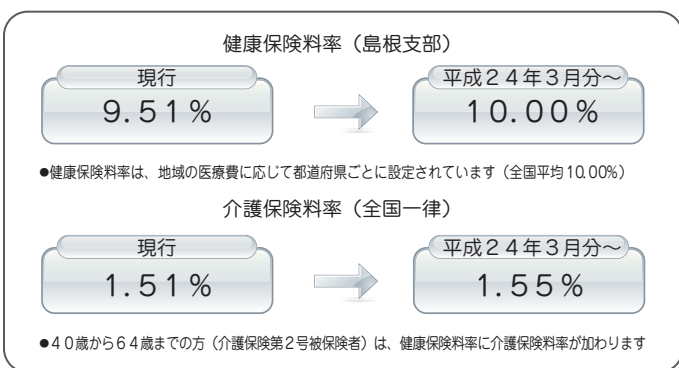 健康保険料率（島根支部）
現行
9.51%
平成24年3月分～
10.00%
●健康保険料率は、地域の医療費に応じて都道府県ごとに設定されています（全国平均10.00%）
介護保険料率（全国一律）
現行
1.51%
平成24年3月分～
1.55%
●40歳から64歳までの方（介護保険第2号被保険者）は、健康保険料率に介護保険料率が加わります